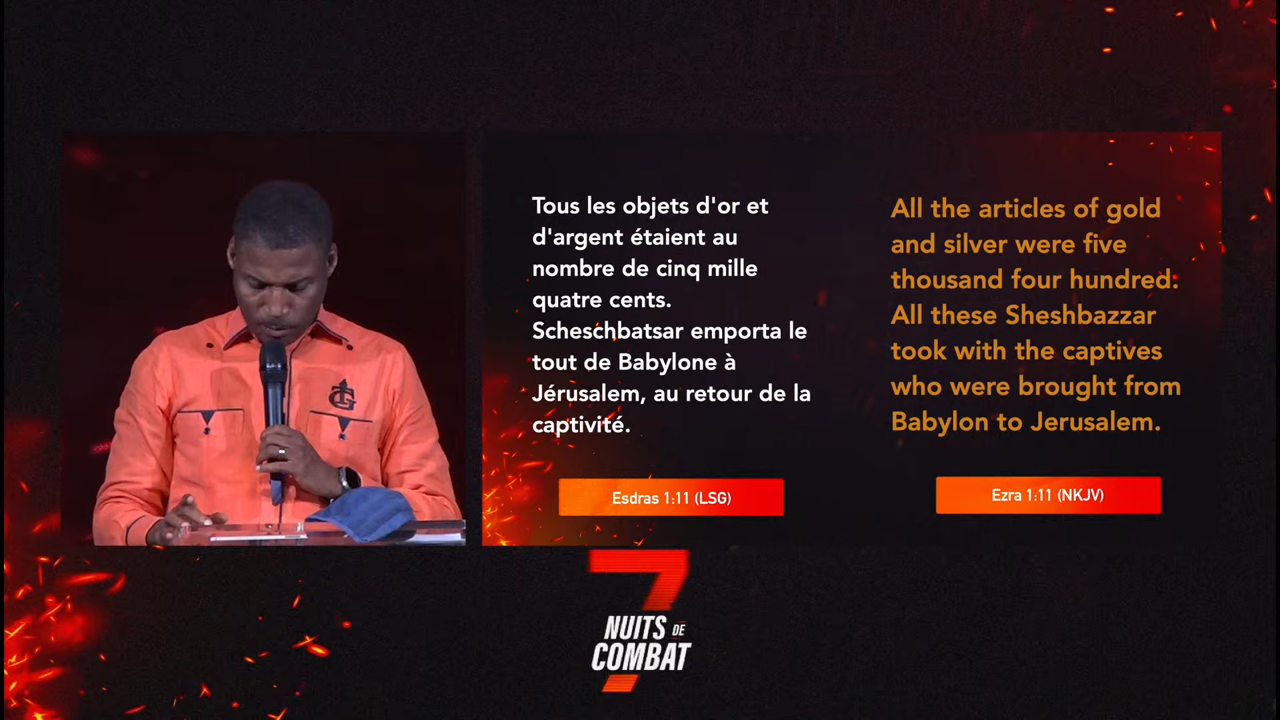 Tous les objets d'or et
d'argent étaient au
nombre de cinq mille
quatre cents.
Scheschbatsar emporta le
tout de Babylone à
Jérusalem, au retour de la
captivité.
Esdras 1:11 (LSG)
All the articles of gold
and silver were five
thousand four hundred:
All these Sheshbazzar
took with the captives
who were brought from
Babylon to Jerusalem.
Ezra 1:11 (NKJV)
7
NUITS DE
COMBAT